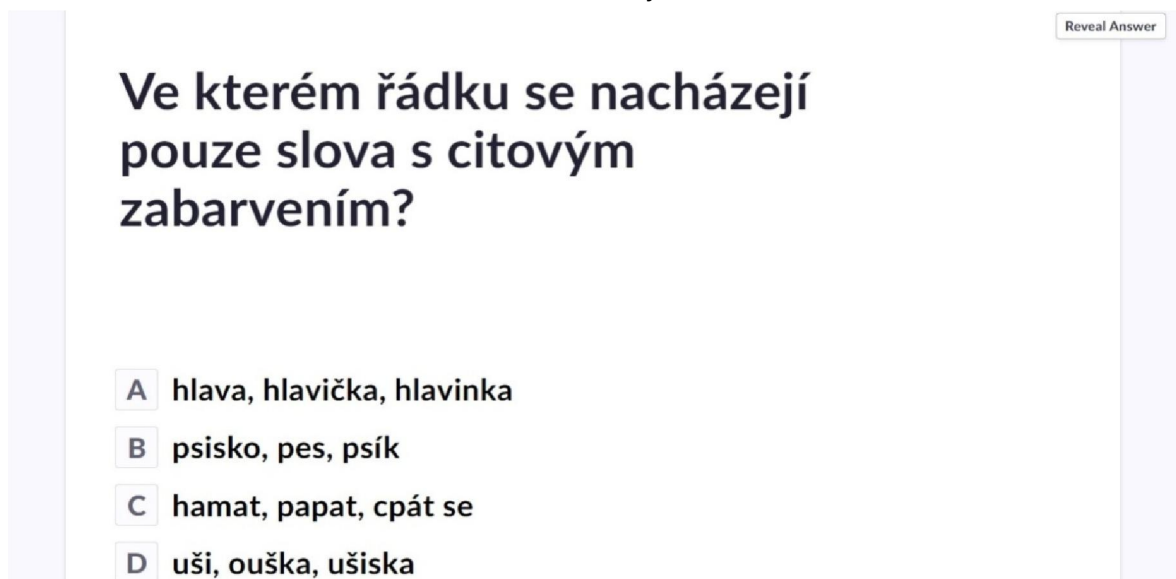 Reveal Answer
Ve kterém řádku se nacházejí
pouze slova s citovým
zabarvením?
A hlava, hlavička, hlavinka
B psisko, pes, psík
C hamat, papat, cpát se
D uši, ouška, ušiska